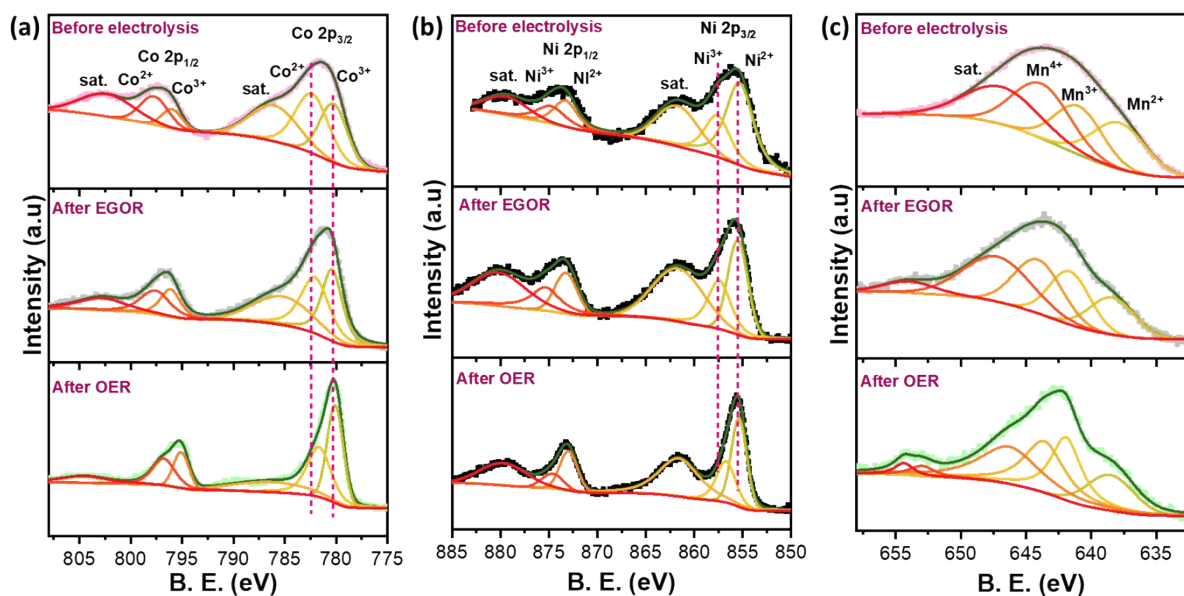 (a)
Before electrolysis
Co 2p3/2
Co 2p1/2
Co2+
Co3+
sat.
Co2+
Co3+
sat.
After EGOR
After OER
Intensity (a.u)
805 800 795 790 785 780 775
B. E. (eV)
(b)
Before electrolysis
Ni 2p3/2
Ni 2p1/2
Ni3+
Ni2+
sat.
Ni3+
Ni2+
sat.
After EGOR
After OER
Intensity (a.u)
885 880 875 870 865 860 855 850
B. E. (eV)
(c)
Before electrolysis
sat.
Mn4+
Mn3+
Mn2+
After EGOR
After OER
Intensity (a.u)
655 650 645 640 635
B. E. (eV)